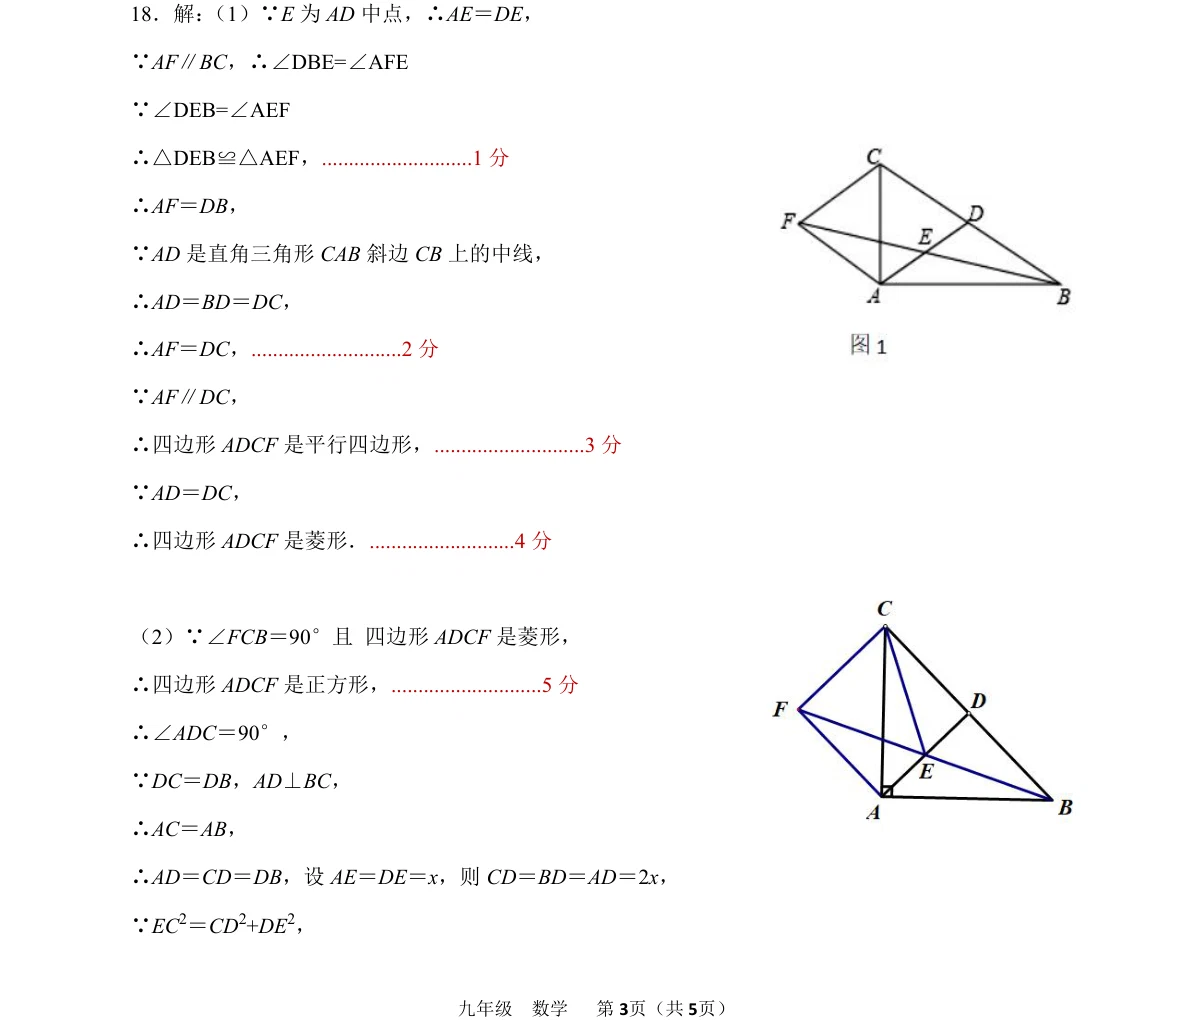 18．解：（1）∵E 为 AD 中点，∴AE＝DE，
∵AF∥BC，∴∠DBE=∠AFE
∵∠DEB=∠AEF
∴△DEB≌△AEF，............................1 分
∴AF＝DB，
∵AD 是直角三角形 CAB 斜边 CB 上的中线，
∴AD＝BD＝DC，
∴AF＝DC，............................2 分
∵AF∥DC，
∴四边形 ADCF 是平行四边形，............................3 分
∵AD＝DC，
∴四边形 ADCF 是菱形．...........................4 分
C
F
D
E
A
B
图 1
（2）∵∠FCB＝90°且 四边形 ADCF 是菱形，
∴四边形 ADCF 是正方形，............................5 分
∴∠ADC＝90°，
∵DC＝DB，AD⊥BC，
∴AC＝AB，
∴AD＝CD＝DB，设 AE＝DE＝x，则 CD＝BD＝AD＝2x，
∵EC²＝CD²+DE²，
C
F
D
E
A
B
九年级 数学 第 3页（共 5页）